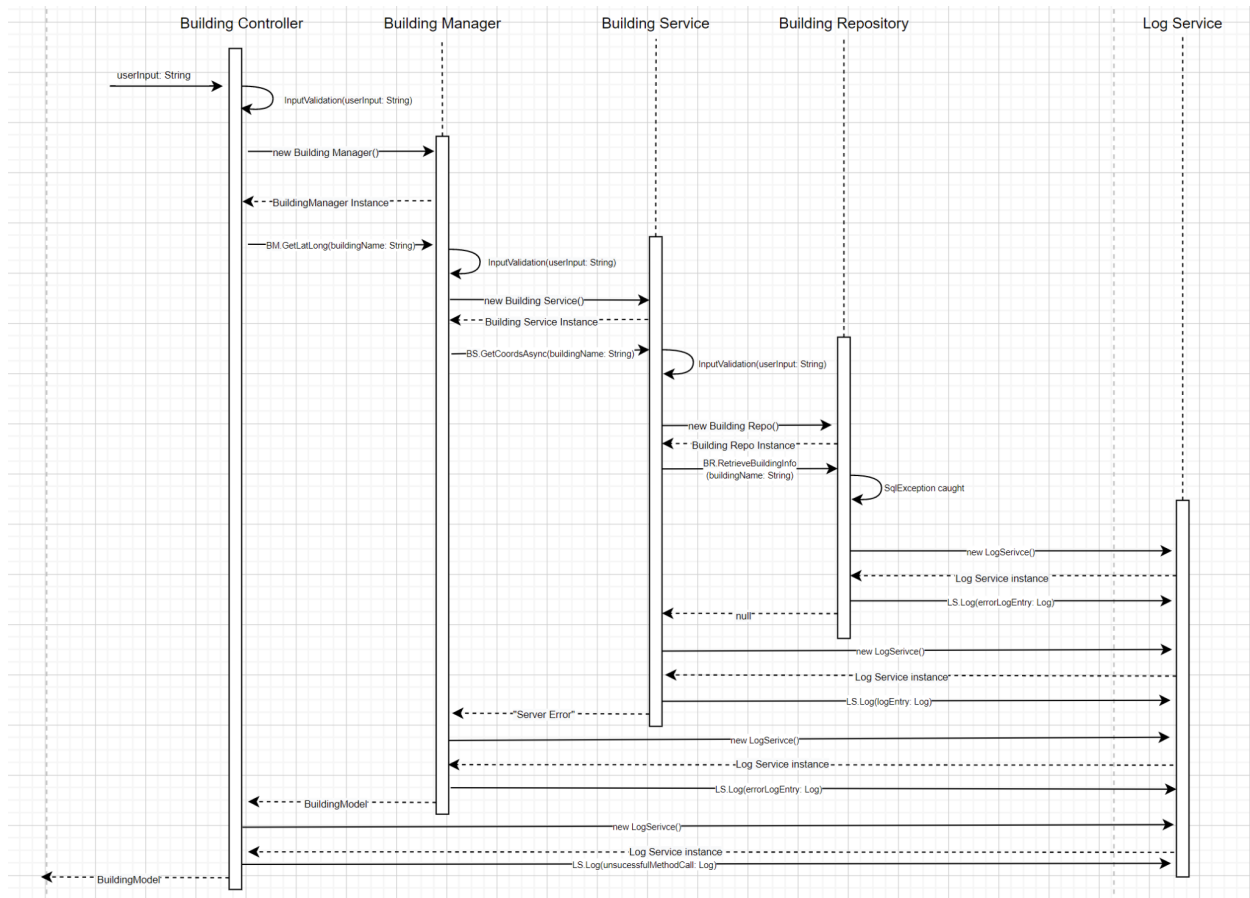 Building Controller
Building Manager
Building Service
Building Repository
Log Service
userInput: String
InputValidation(userInput: String)
new Building Manager()
BuildingManager Instance
BM.GetLatLong(buildingName: String)
InputValidation(userInput: String)
new Building Service()
Building Service Instance
BS.GetCoordsAsync(buildingName: String)
InputValidation(userInput: String)
new Building Repo()
Building Repo Instance
BR.RetrieveBuildingInfo
(buildingName: String)
SqlException caught
new LogSerivce()
Log Service instance
LS.Log(errorLogEntry: Log)
null
new LogSerivce()
Log Service instance
LS.Log(logEntry: Log)
"Server Error"
new LogSerivce()
Log Service instance
LS.Log(errorLogEntry: Log)
BuildingModel
new LogSerivce()
Log Service instance
LS.Log(unsucessfulMethodCall: Log)
BuildingModel